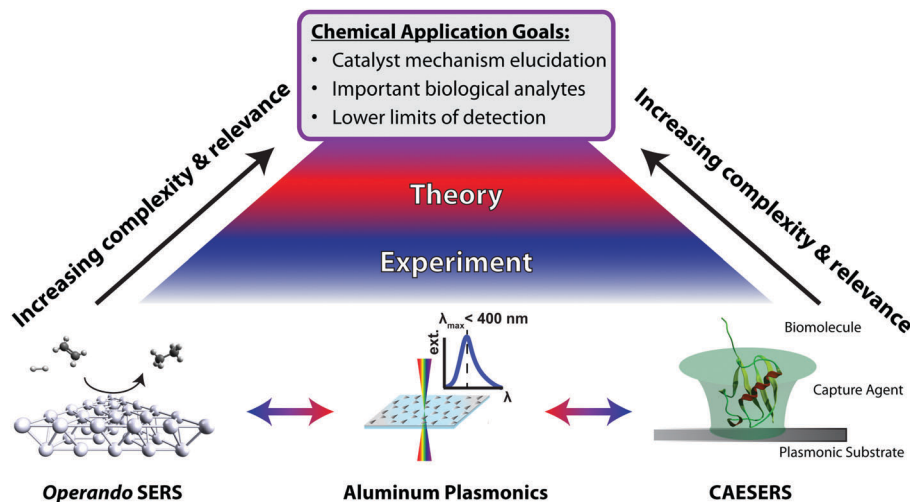 Chemical Application Goals:
• Catalyst mechanism elucidation
• Important biological analytes
• Lower limits of detection
Increasing complexity & relevance
Increasing complexity & relevance
Theory
Experiment
λmax < 400 nm
ext.
λ
Biomolecule
Capture Agent
Plasmonic Substrate
Operando SERS
Aluminum Plasmonics
CAESERS